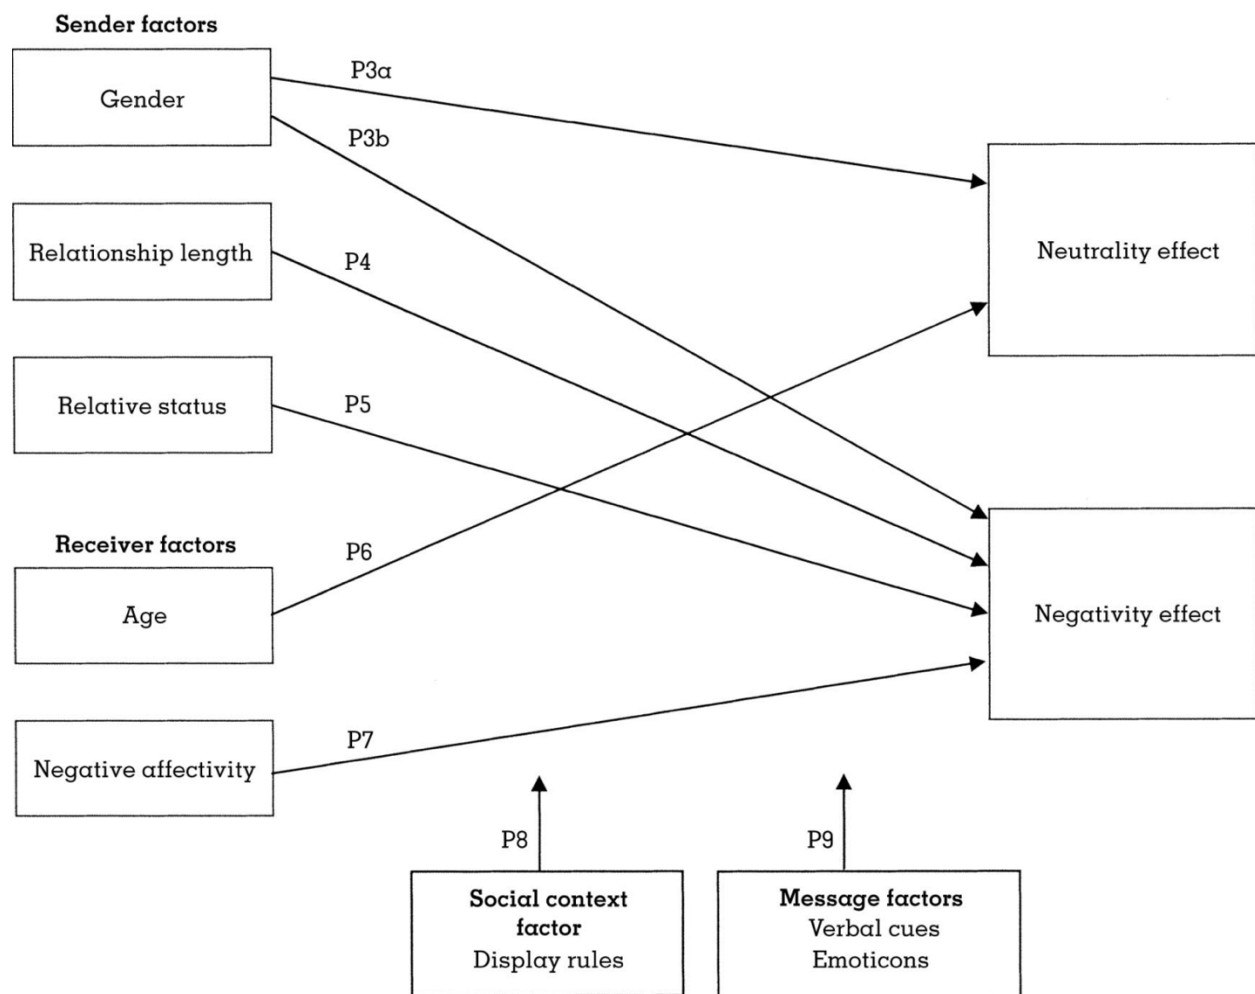 Sender factors
Gender
P3a
P3b
Relationship length
P4
Neutrality effect
Relative status
P5
Receiver factors
Age
P6
Negativity effect
Negative affectivity
P7
P8
P9
Social context
factor
Display rules
Message factors
Verbal cues
Emoticons